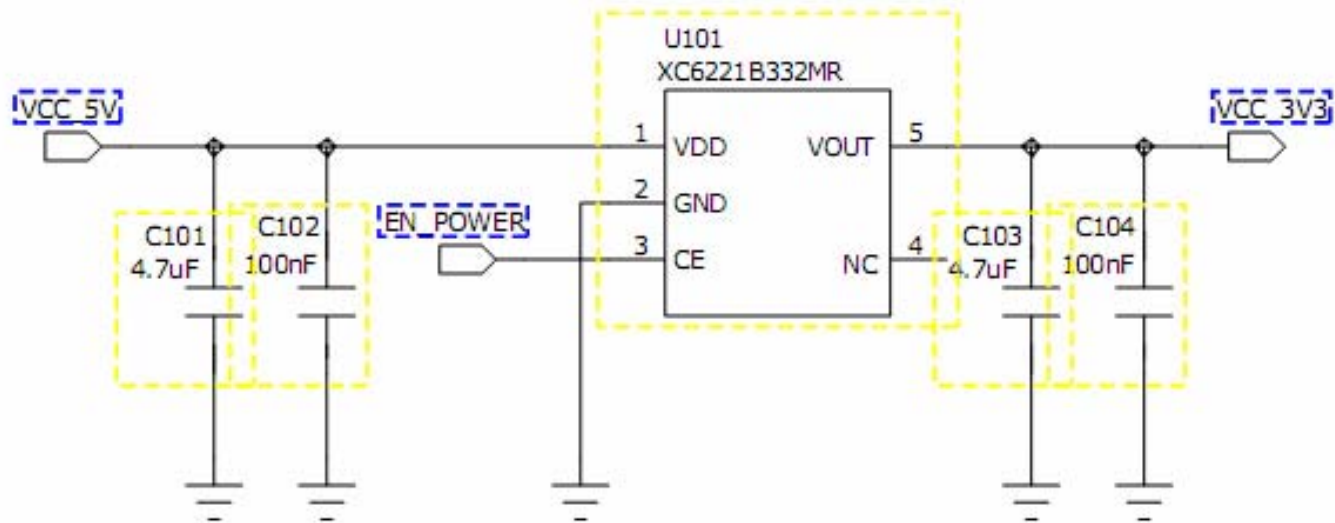 U101
XC6221B332MR
VCC_5V
VCC_3V3
1 VDD VOUT 5
2 GND
EN_POWER
3 CE NC 4
C101
4.7uF
C102
100nF
C103
4.7uF
C104
100nF